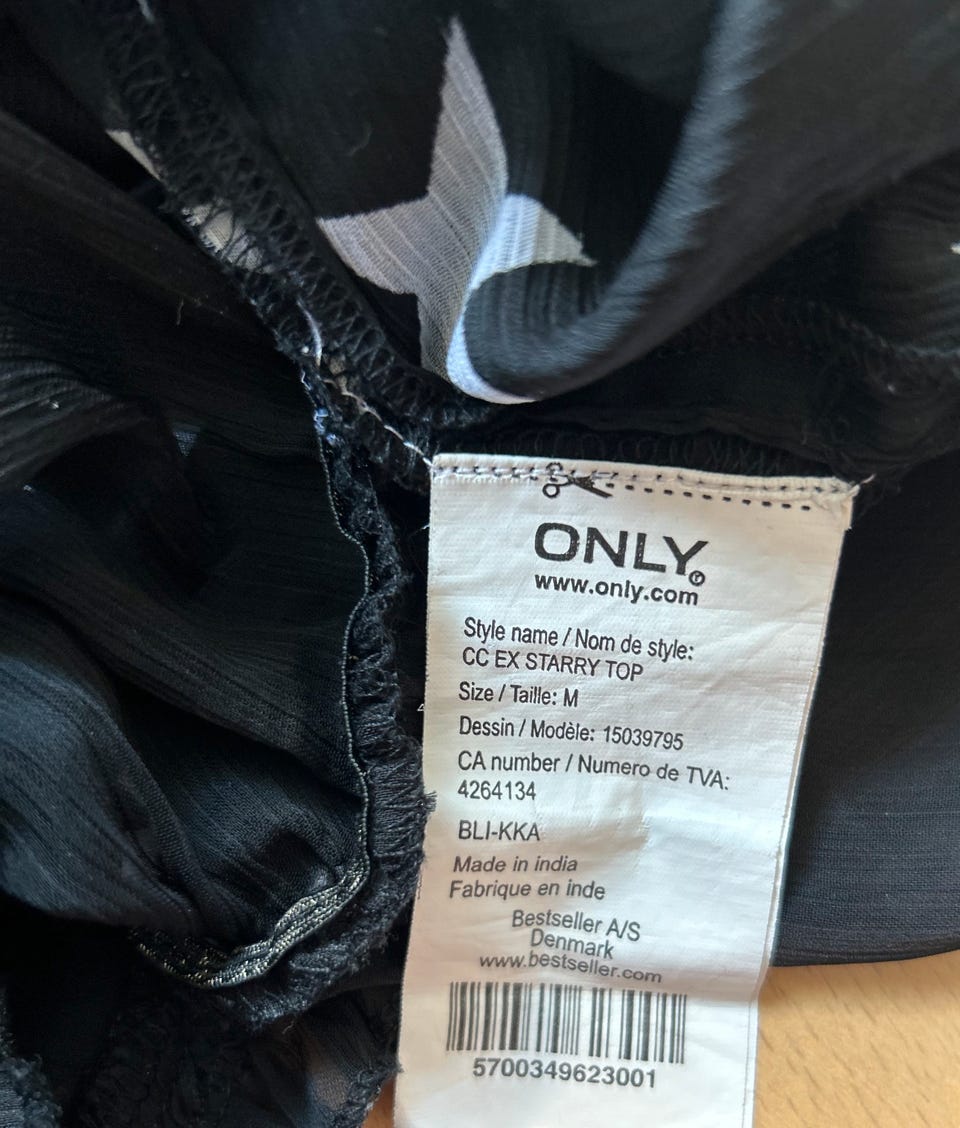 ONLY®
www.only.com
Style name / Nom de style:
CC EX STARRY TOP
Size / Taille: M
Dessin / Modèle: 15039795
CA number / Numero de TVA:
4264134
BLI-KKA
Made in india
Fabrique en inde
Bestseller A/S
Denmark
www.bestseller.com
5700349623001